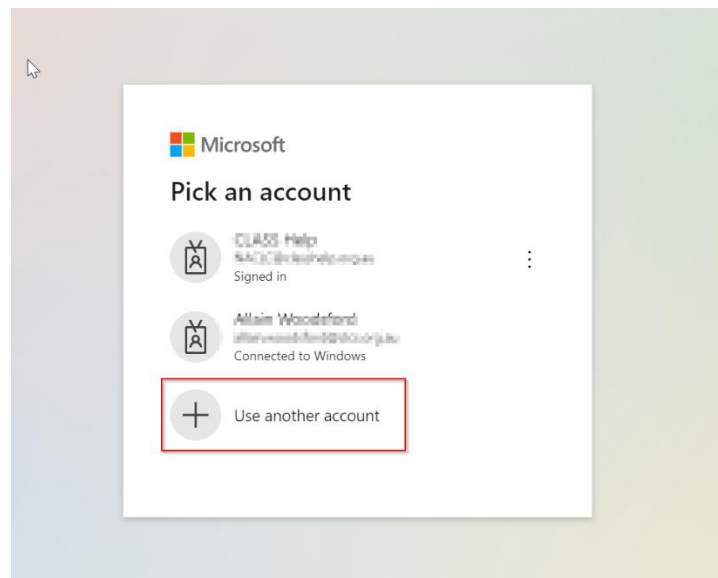 Microsoft
Pick an account
Signed in
Connected to Windows
Use another account